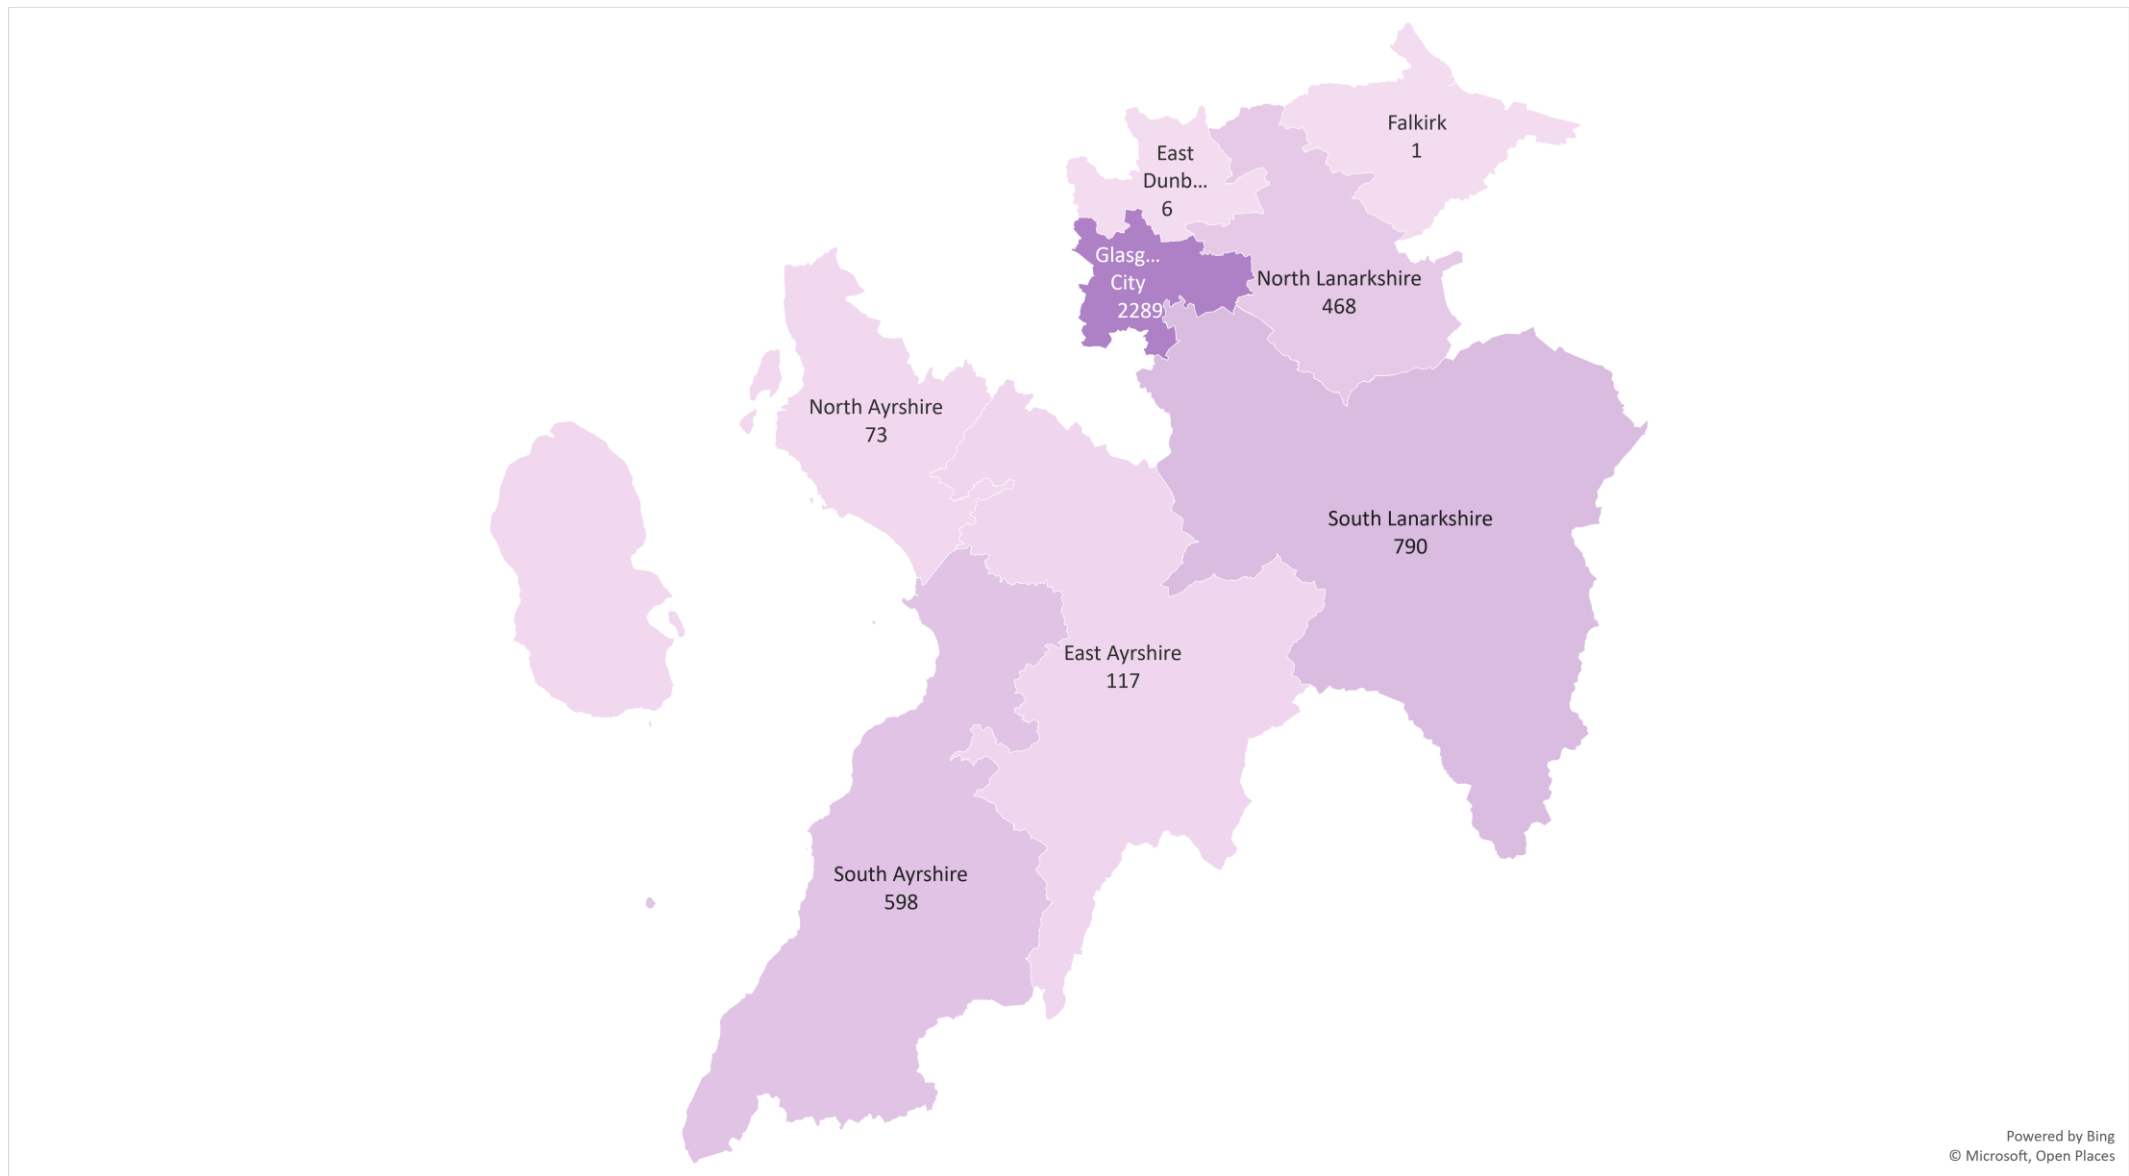 Falkirk
1
East
Dunb...
6
Glasg...
City
2289
North Lanarkshire
468
North Ayrshire
73
South Lanarkshire
790
East Ayrshire
117
South Ayrshire
598
Powered by Bing
© Microsoft, Open Places